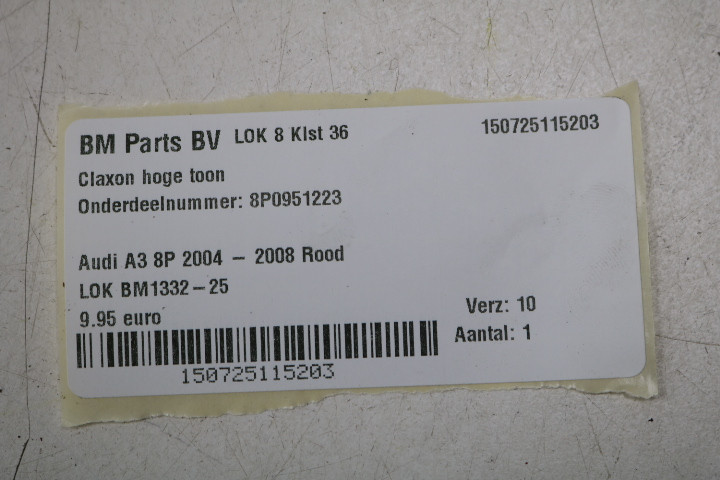 BM Parts BV LOK 8 Klst 36 150725115203
Claxon hoge toon
Onderdeelnummer: 8P0951223
Audi A3 8P 2004 - 2008 Rood
LOK BM1332-25
9.95 euro Verz: 10
Aantal: 1
150725115203